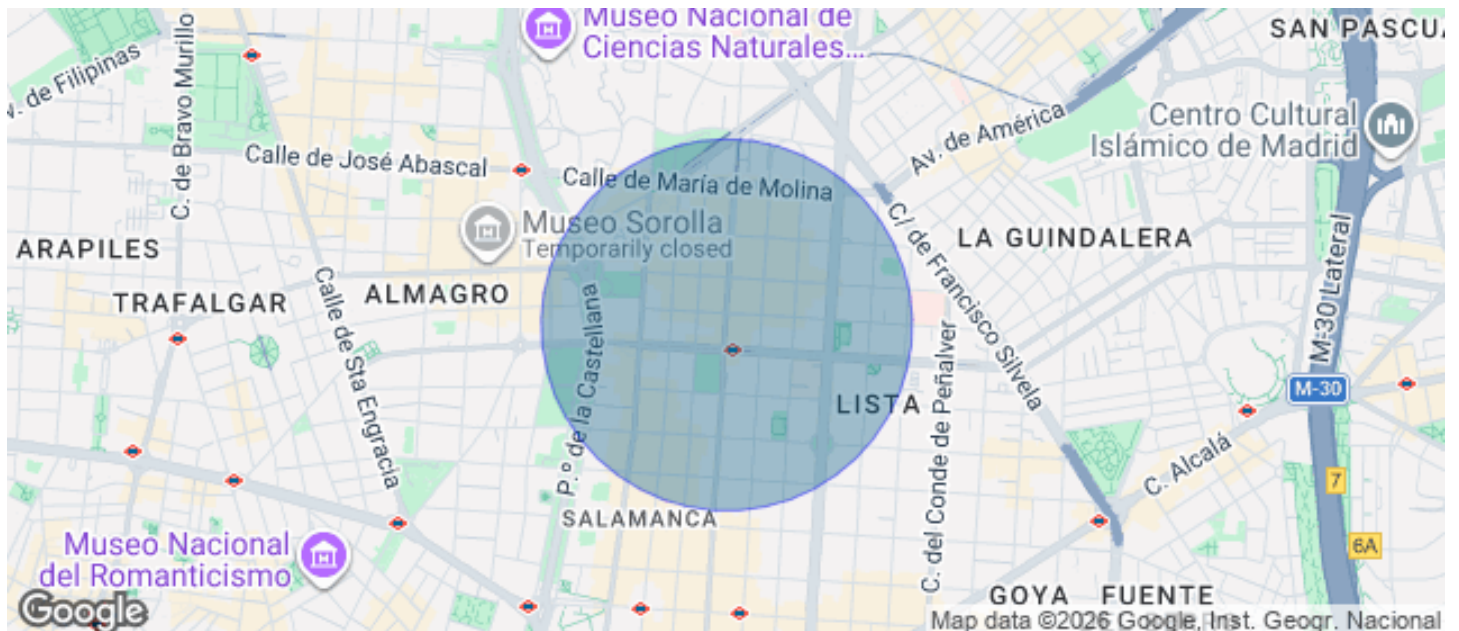 Museo Nacional de
Ciencias Naturales...
SAN PASCUA
Av. de Filipinas
C. de Bravo Murillo
Centro Cultural
Islámico de Madrid
Av. de América
Calle de José Abascal
Calle de María de Molina
Museo Sorolla
Temporarily closed
ARAPILES
C/ de Francisco Silvela
LA GUINDALERA
M-30 Lateral
TRAFALGAR
ALMAGRO
Calle de Sta Engracia
P.º de la Castellana
C. del Conde de Peñalver
M-30
LISTA
C. Alcalá
7
SALAMANCA
6A
Museo Nacional
del Romanticismo
GOYA
FUENTE
Google
Map data ©2026 Google, Inst. Geogr. Nacional